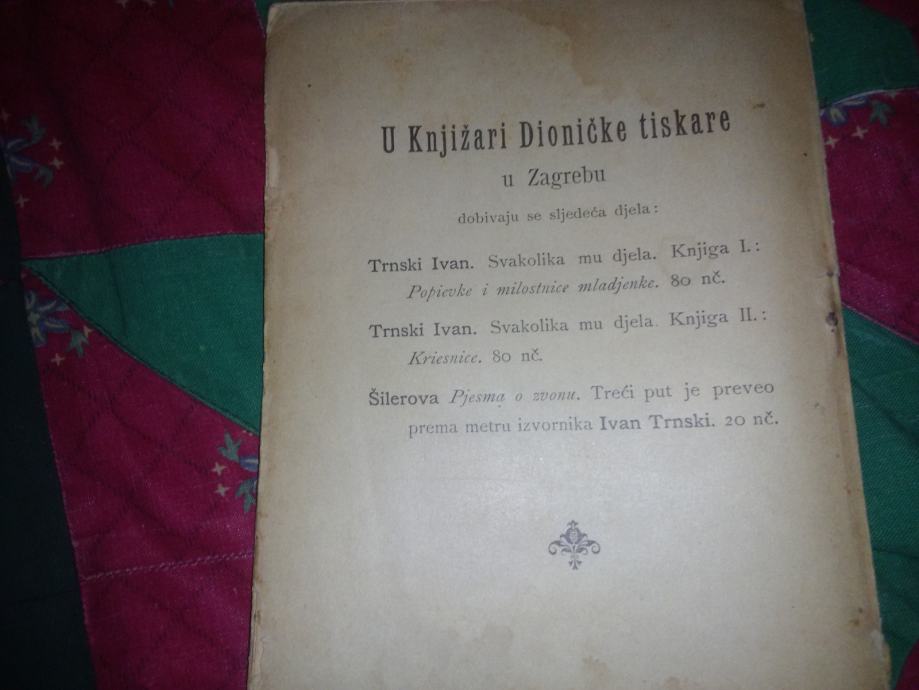 U Knjižari Dioničke tiskare
u Zagrebu
dobivaju se sljedeća djela:
Trnski Ivan. Svakolika mu djela. Knjiga I.:
Popievke i milostnice mladjenke. 80 nč.
Trnski Ivan. Svakolika mu djela. Knjiga II.:
Kriesnice. 80 nč.
Šilerova Pjesma o zvonu. Treći put je preveo
prema metru izvornika Ivan Trnski. 20 nč.